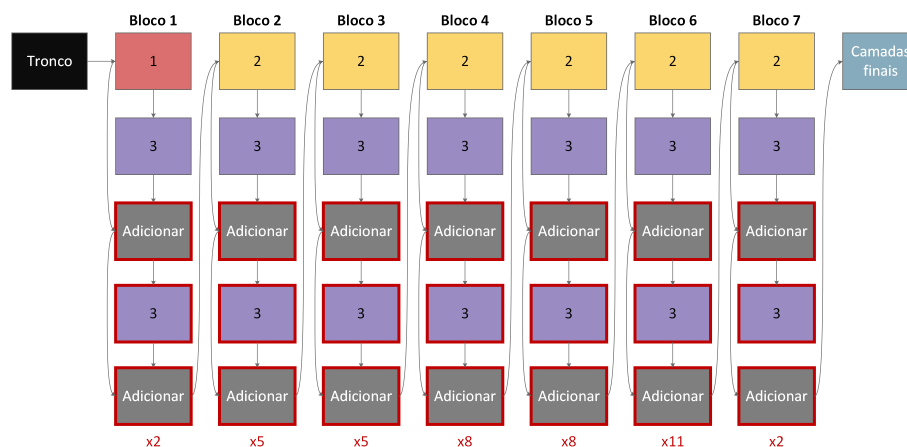 Bloco 1 Bloco 2 Bloco 3 Bloco 4 Bloco 5 Bloco 6 Bloco 7
Tronco 1 2 2 2 2 2 2 Camadas
finais
3 3 3 3 3 3 3
Adicionar Adicionar Adicionar Adicionar Adicionar Adicionar Adicionar
3 3 3 3 3 3 3
Adicionar Adicionar Adicionar Adicionar Adicionar Adicionar Adicionar
x2 x5 x5 x8 x8 x11 x2